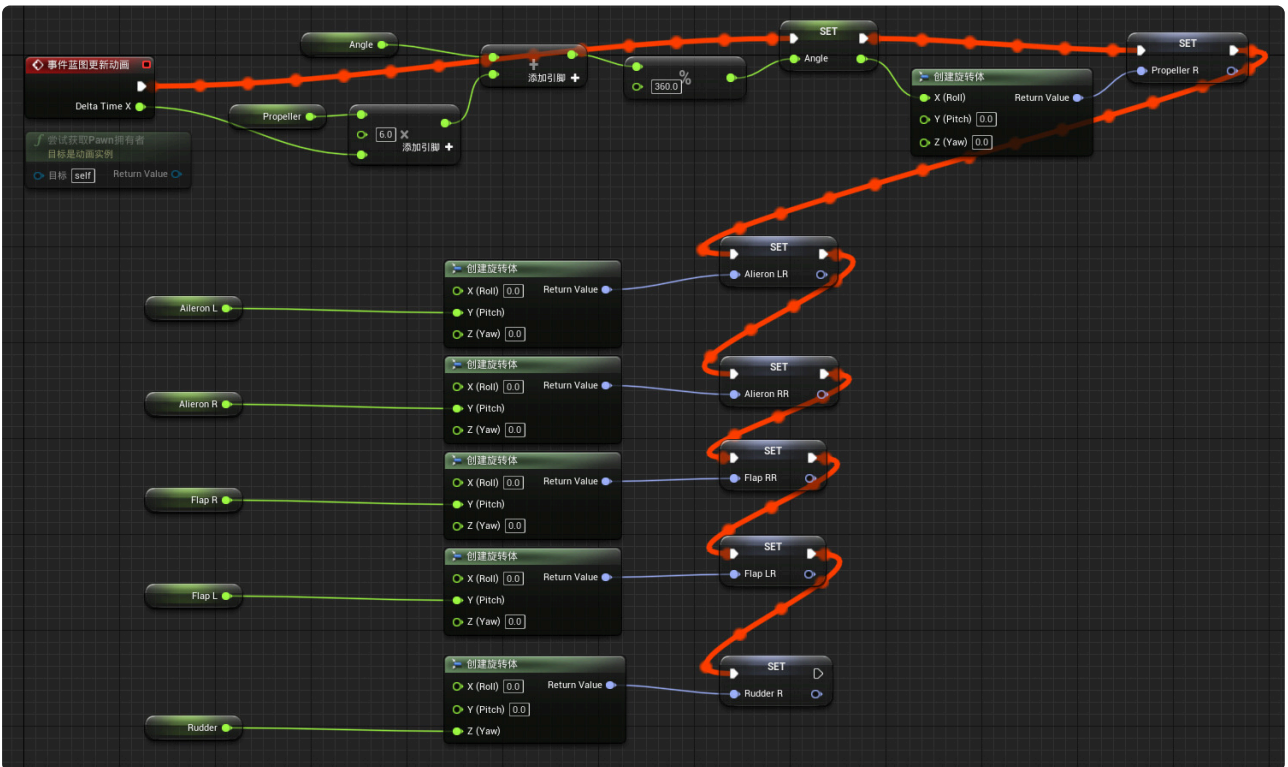 事件蓝图更新动画
Delta Time X
尝试获取Pawn拥有者
目标是动画实例
目标 self Return Value
Angle
Propeller
6.0
添加引脚
添加引脚
360.0 %
SET
Angle
创建旋转体
X (Roll) Return Value
Y (Pitch) 0.0
Z (Yaw) 0.0
SET
Propeller R
Aileron L
创建旋转体
X (Roll) 0.0 Return Value
Y (Pitch)
Z (Yaw) 0.0
SET
Alieron LR
Alieron R
创建旋转体
X (Roll) 0.0 Return Value
Y (Pitch)
Z (Yaw) 0.0
SET
Alieron RR
Flap R
创建旋转体
X (Roll) 0.0 Return Value
Y (Pitch)
Z (Yaw) 0.0
SET
Flap RR
Flap L
创建旋转体
X (Roll) 0.0 Return Value
Y (Pitch)
Z (Yaw) 0.0
SET
Flap LR
Rudder
创建旋转体
X (Roll) 0.0 Return Value
Y (Pitch) 0.0
Z (Yaw)
SET
Rudder R